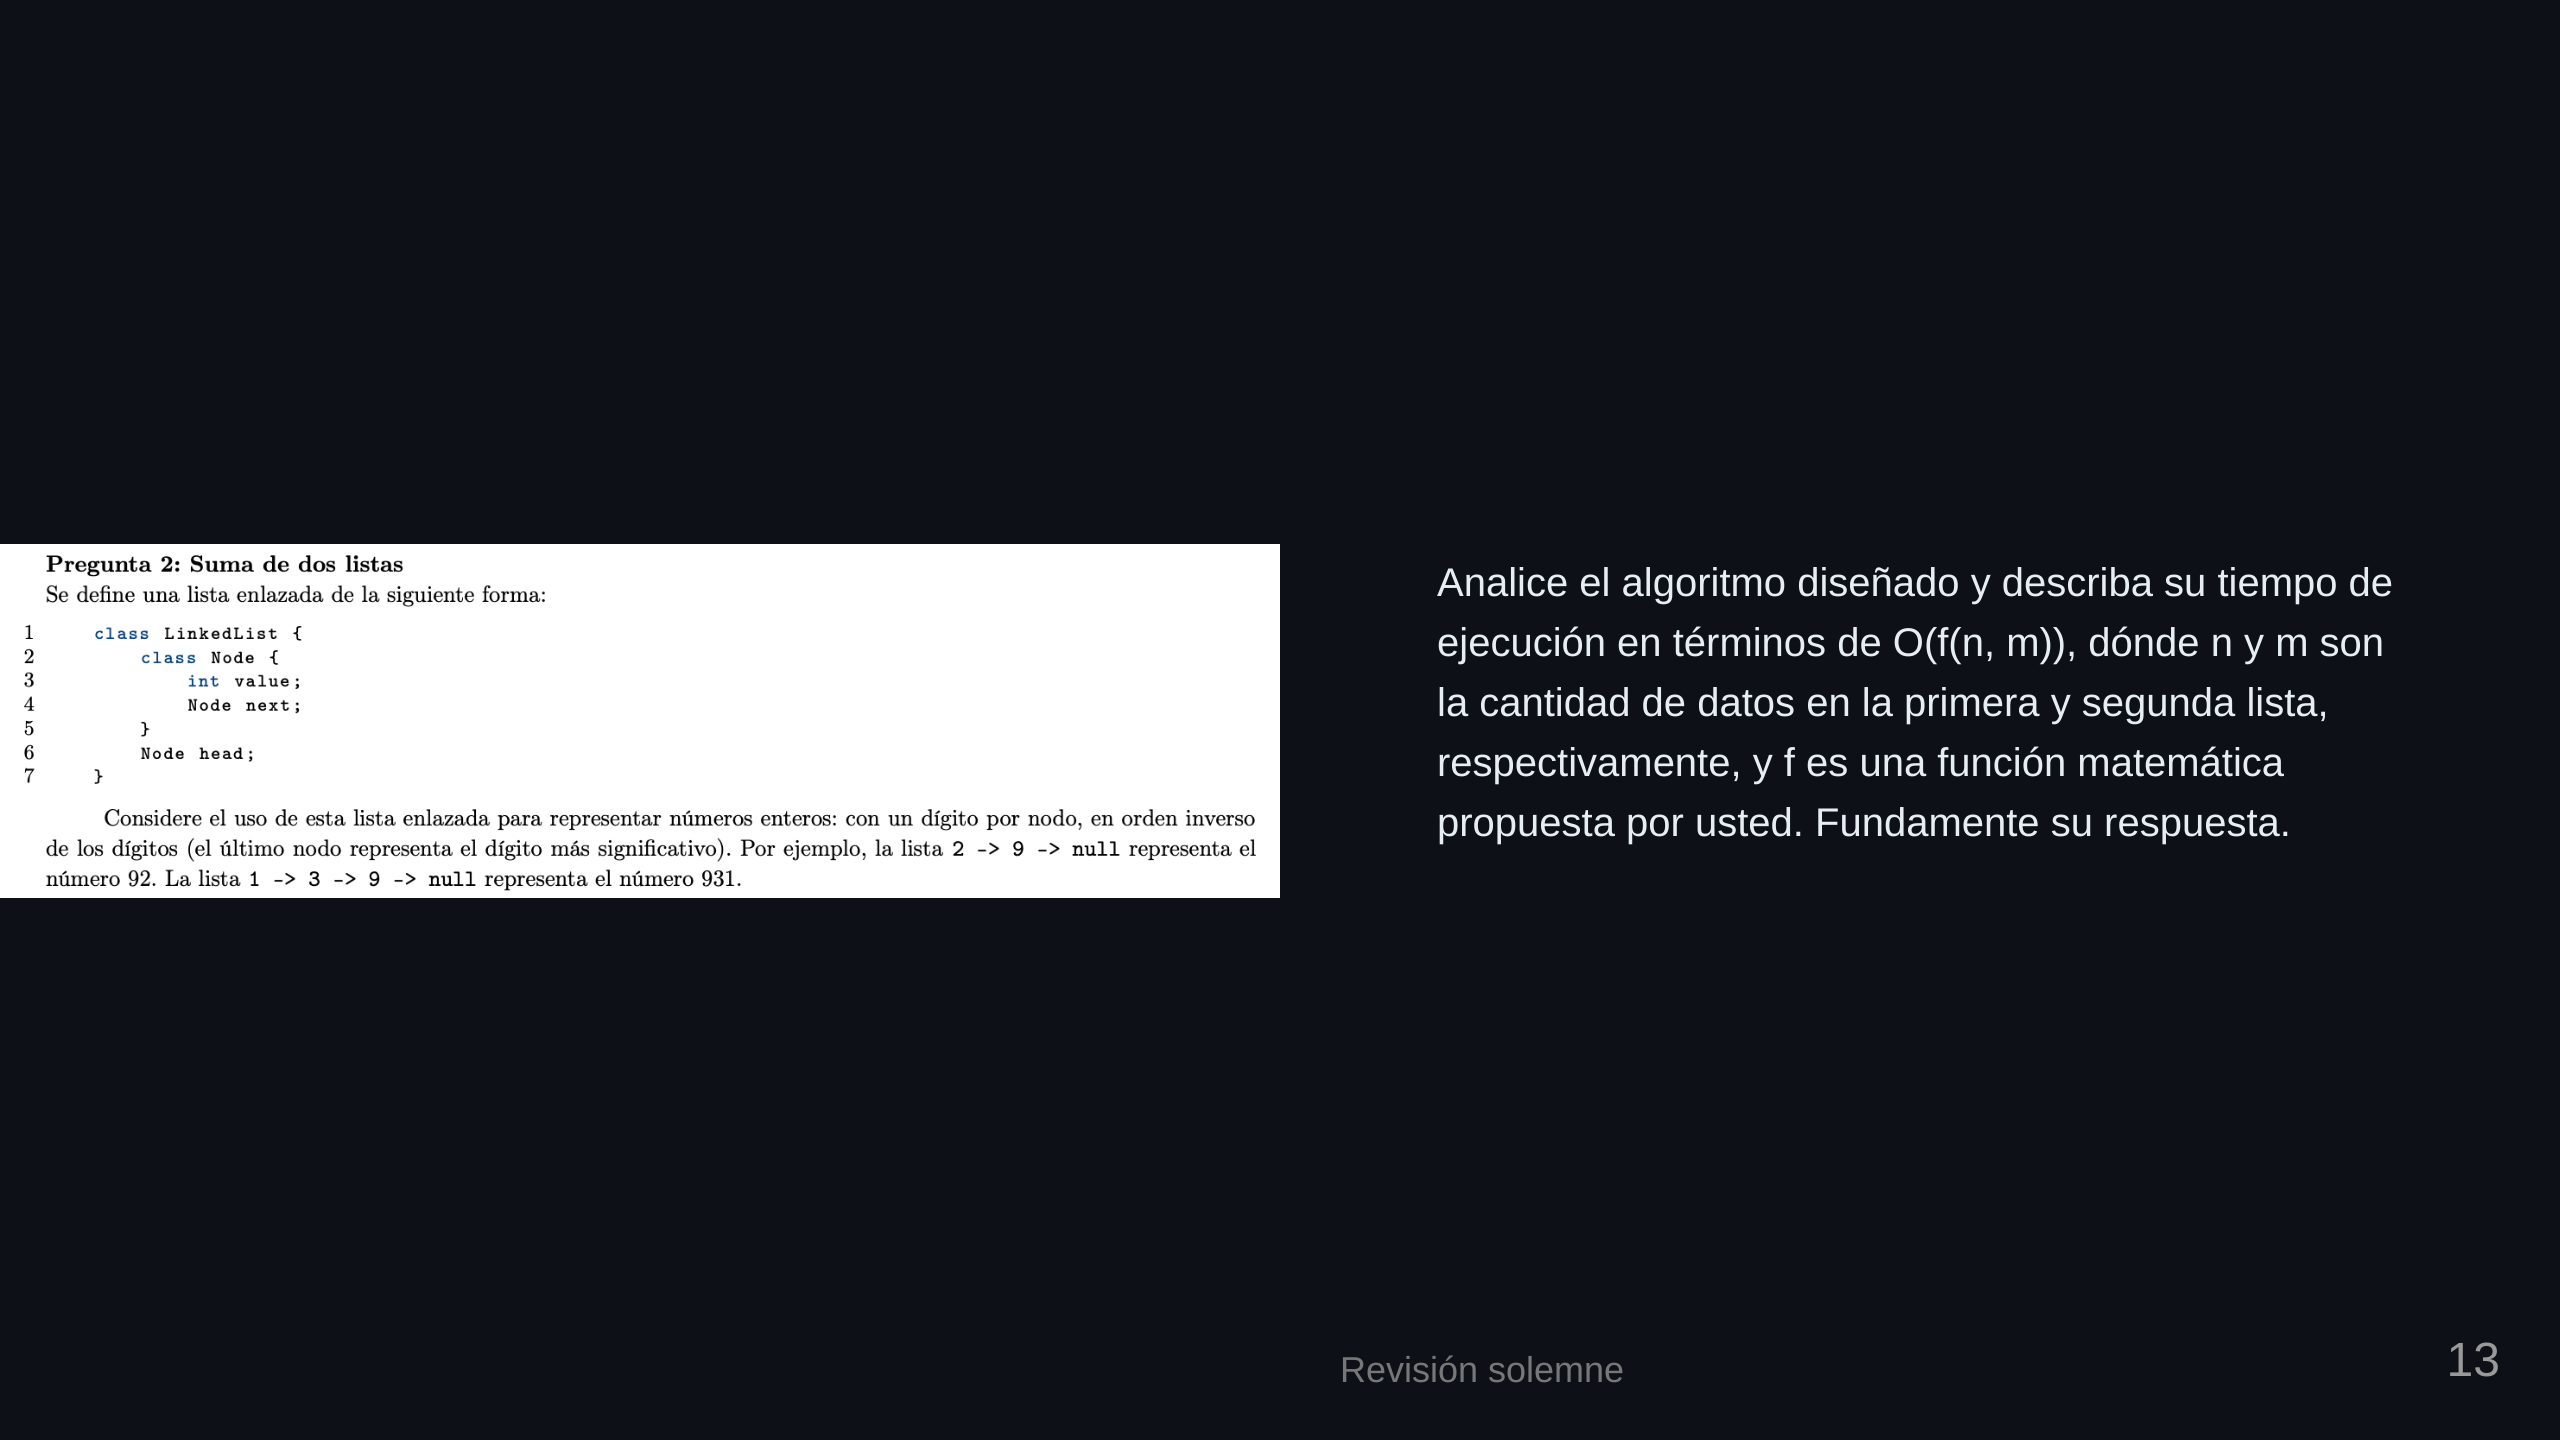 Pregunta 2: Suma de dos listas
Se define una lista enlazada de la siguiente forma:
1 class LinkedList {
2 class Node {
3 int value;
4 Node next;
5 }
6 Node head;
7 }
Considere el uso de esta lista enlazada para representar números enteros: con un dígito por nodo, en orden inverso
de los dígitos (el último nodo representa el dígito más significativo). Por ejemplo, la lista 2 -> 9 -> null representa el
número 92. La lista 1 -> 3 -> 9 -> null representa el número 931.
Analice el algoritmo diseñado y describa su tiempo de
ejecución en términos de O(f(n, m)), dónde n y m son
la cantidad de datos en la primera y segunda lista,
respectivamente, y f es una función matemática
propuesta por usted. Fundamente su respuesta.
Revisión solemne
13